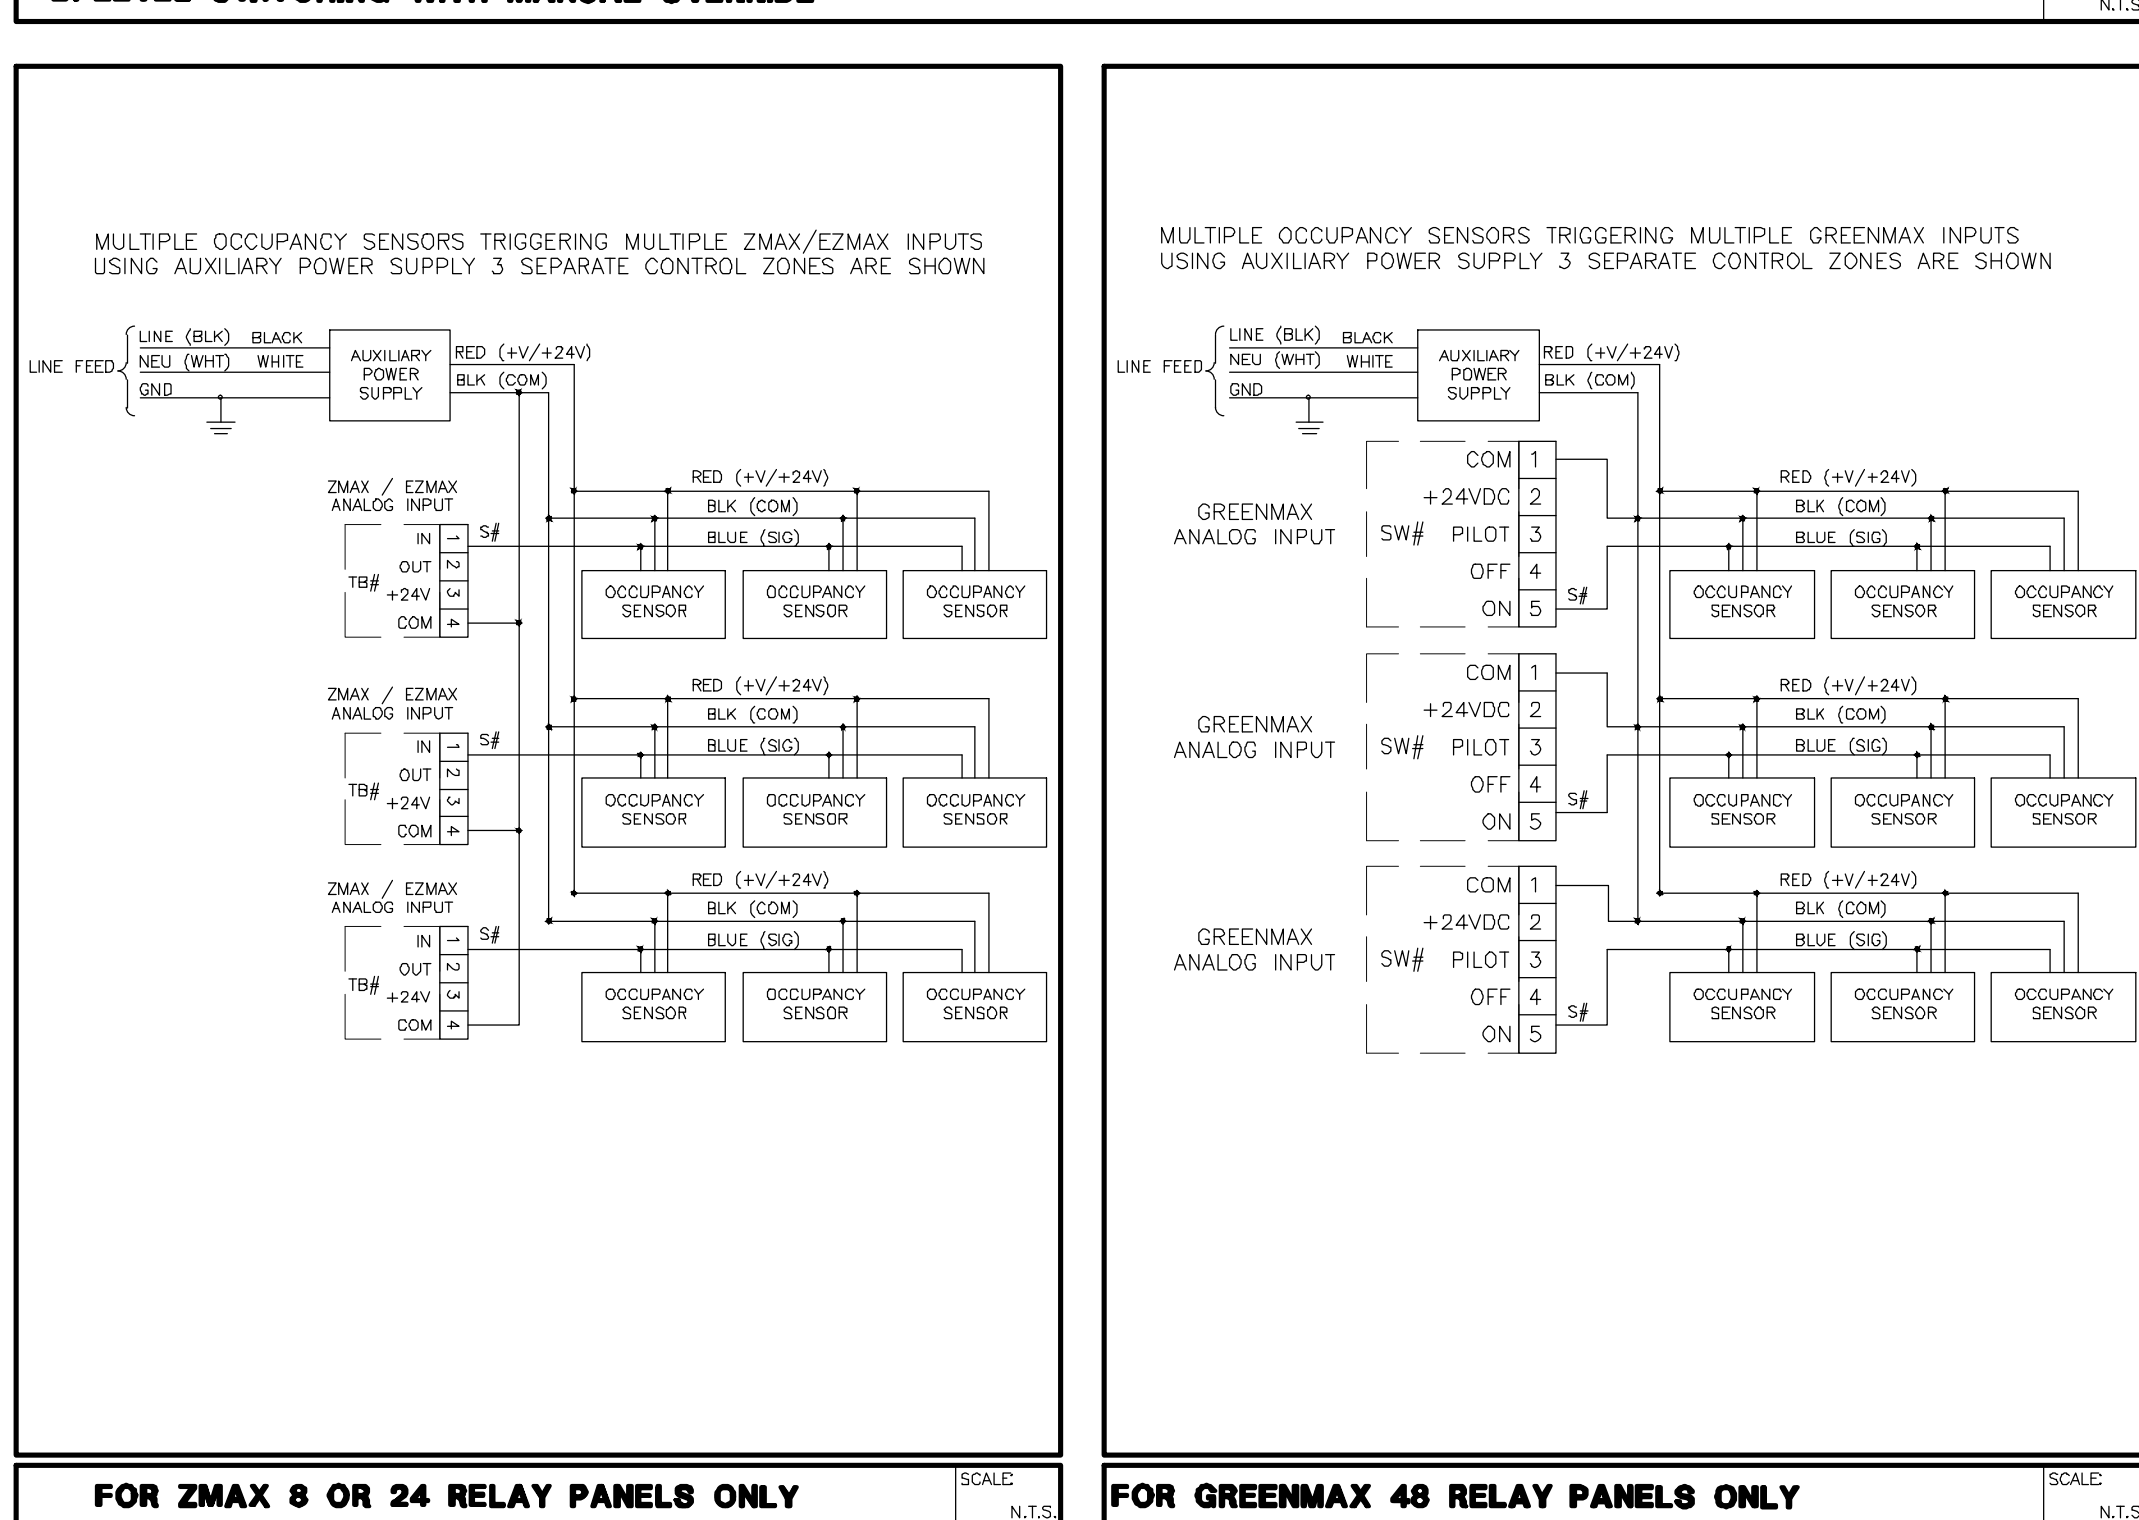 N.T.S
MULTIPLE OCCUPANCY SENSORS TRIGGERING MULTIPLE ZMAX/EZMAX INPUTS
USING AUXILIARY POWER SUPPLY 3 SEPARATE CONTROL ZONES ARE SHOWN
LINE FEED
LINE (BLK) BLACK
NEU (WHT) WHITE
GND
AUXILIARY
POWER
SUPPLY
RED (+V/+24V)
BLK (COM)
ZMAX / EZMAX
ANALOG INPUT
TB#
IN 1
OUT 2
+24V 3
COM 4
S#
RED (+V/+24V)
BLK (COM)
BLUE (SIG)
OCCUPANCY
SENSOR
OCCUPANCY
SENSOR
OCCUPANCY
SENSOR
ZMAX / EZMAX
ANALOG INPUT
TB#
IN 1
OUT 2
+24V 3
COM 4
S#
RED (+V/+24V)
BLK (COM)
BLUE (SIG)
OCCUPANCY
SENSOR
OCCUPANCY
SENSOR
OCCUPANCY
SENSOR
ZMAX / EZMAX
ANALOG INPUT
TB#
IN 1
OUT 2
+24V 3
COM 4
S#
RED (+V/+24V)
BLK (COM)
BLUE (SIG)
OCCUPANCY
SENSOR
OCCUPANCY
SENSOR
OCCUPANCY
SENSOR
FOR ZMAX 8 OR 24 RELAY PANELS ONLY
SCALE:
N.T.S.
MULTIPLE OCCUPANCY SENSORS TRIGGERING MULTIPLE GREENMAX INPUTS
USING AUXILIARY POWER SUPPLY 3 SEPARATE CONTROL ZONES ARE SHOWN
LINE FEED
LINE (BLK) BLACK
NEU (WHT) WHITE
GND
AUXILIARY
POWER
SUPPLY
RED (+V/+24V)
BLK (COM)
GREENMAX
ANALOG INPUT
SW#
COM 1
+24VDC 2
PILOT 3
OFF 4
ON 5
S#
RED (+V/+24V)
BLK (COM)
BLUE (SIG)
OCCUPANCY
SENSOR
OCCUPANCY
SENSOR
OCCUPANCY
SENSOR
GREENMAX
ANALOG INPUT
SW#
COM 1
+24VDC 2
PILOT 3
OFF 4
ON 5
S#
RED (+V/+24V)
BLK (COM)
BLUE (SIG)
OCCUPANCY
SENSOR
OCCUPANCY
SENSOR
OCCUPANCY
SENSOR
GREENMAX
ANALOG INPUT
SW#
COM 1
+24VDC 2
PILOT 3
OFF 4
ON 5
S#
RED (+V/+24V)
BLK (COM)
BLUE (SIG)
OCCUPANCY
SENSOR
OCCUPANCY
SENSOR
OCCUPANCY
SENSOR
FOR GREENMAX 48 RELAY PANELS ONLY
SCALE:
N.T.S